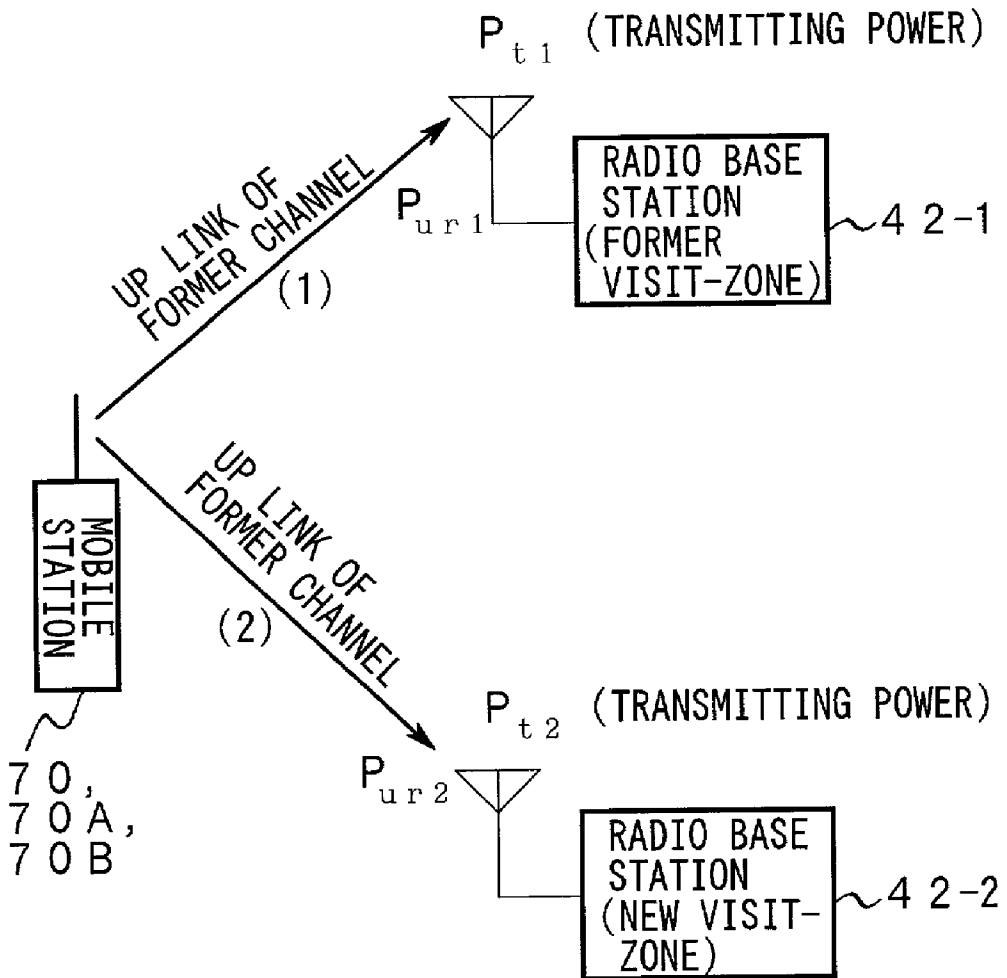 Pt1 (TRANSMITTING POWER)
UP LINK OF
FORMER CHANNEL
(1)
Pur1
RADIO BASE
STATION
(FORMER
VISIT-ZONE)
42-1
MOBILE
STATION
70,
70A,
70B
UP LINK OF
FORMER CHANNEL
(2)
Pt2 (TRANSMITTING POWER)
Pur2
RADIO BASE
STATION
(NEW VISIT-
ZONE)
42-2